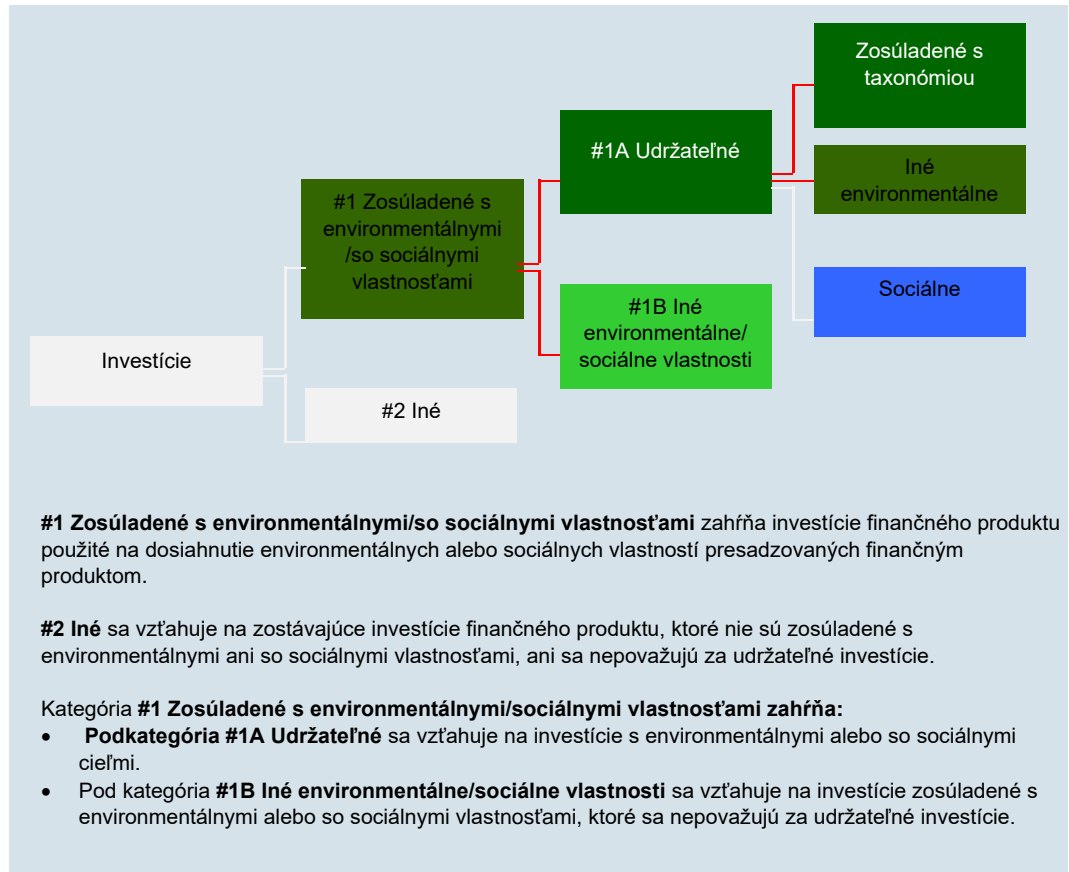 Zosúladené s
taxonómiou
#1A Udržateľné
Iné
environmentálne
#1 Zosúladené s
environmentálnymi
/so sociálnymi
vlastnosťami
Sociálne
#1B Iné
environmentálne/
sociálne vlastnosti
Investície
#2 Iné
#1 Zosúladené s environmentálnymi/so sociálnymi vlastnosťami zahŕňa investície finančného produktu
použité na dosiahnutie environmentálnych alebo sociálnych vlastností presadzovaných finančným
produktom.
#2 Iné sa vzťahuje na zostávajúce investície finančného produktu, ktoré nie sú zosúladené s
environmentálnymi ani so sociálnymi vlastnosťami, ani sa nepovažujú za udržateľné investície.
Kategória #1 Zosúladené s environmentálnymi/sociálnymi vlastnosťami zahŕňa:
• Podkategória #1A Udržateľné sa vzťahuje na investície s environmentálnymi alebo so sociálnymi
cieľmi.
• Pod kategória #1B Iné environmentálne/sociálne vlastnosti sa vzťahuje na investície zosúladené s
environmentálnymi alebo so sociálnymi vlastnosťami, ktoré sa nepovažujú za udržateľné investície.